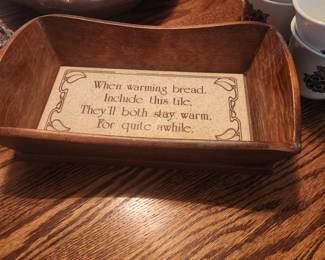 When warming bread.
Include this tile.
They'll both stay warm.
For quite awhile.